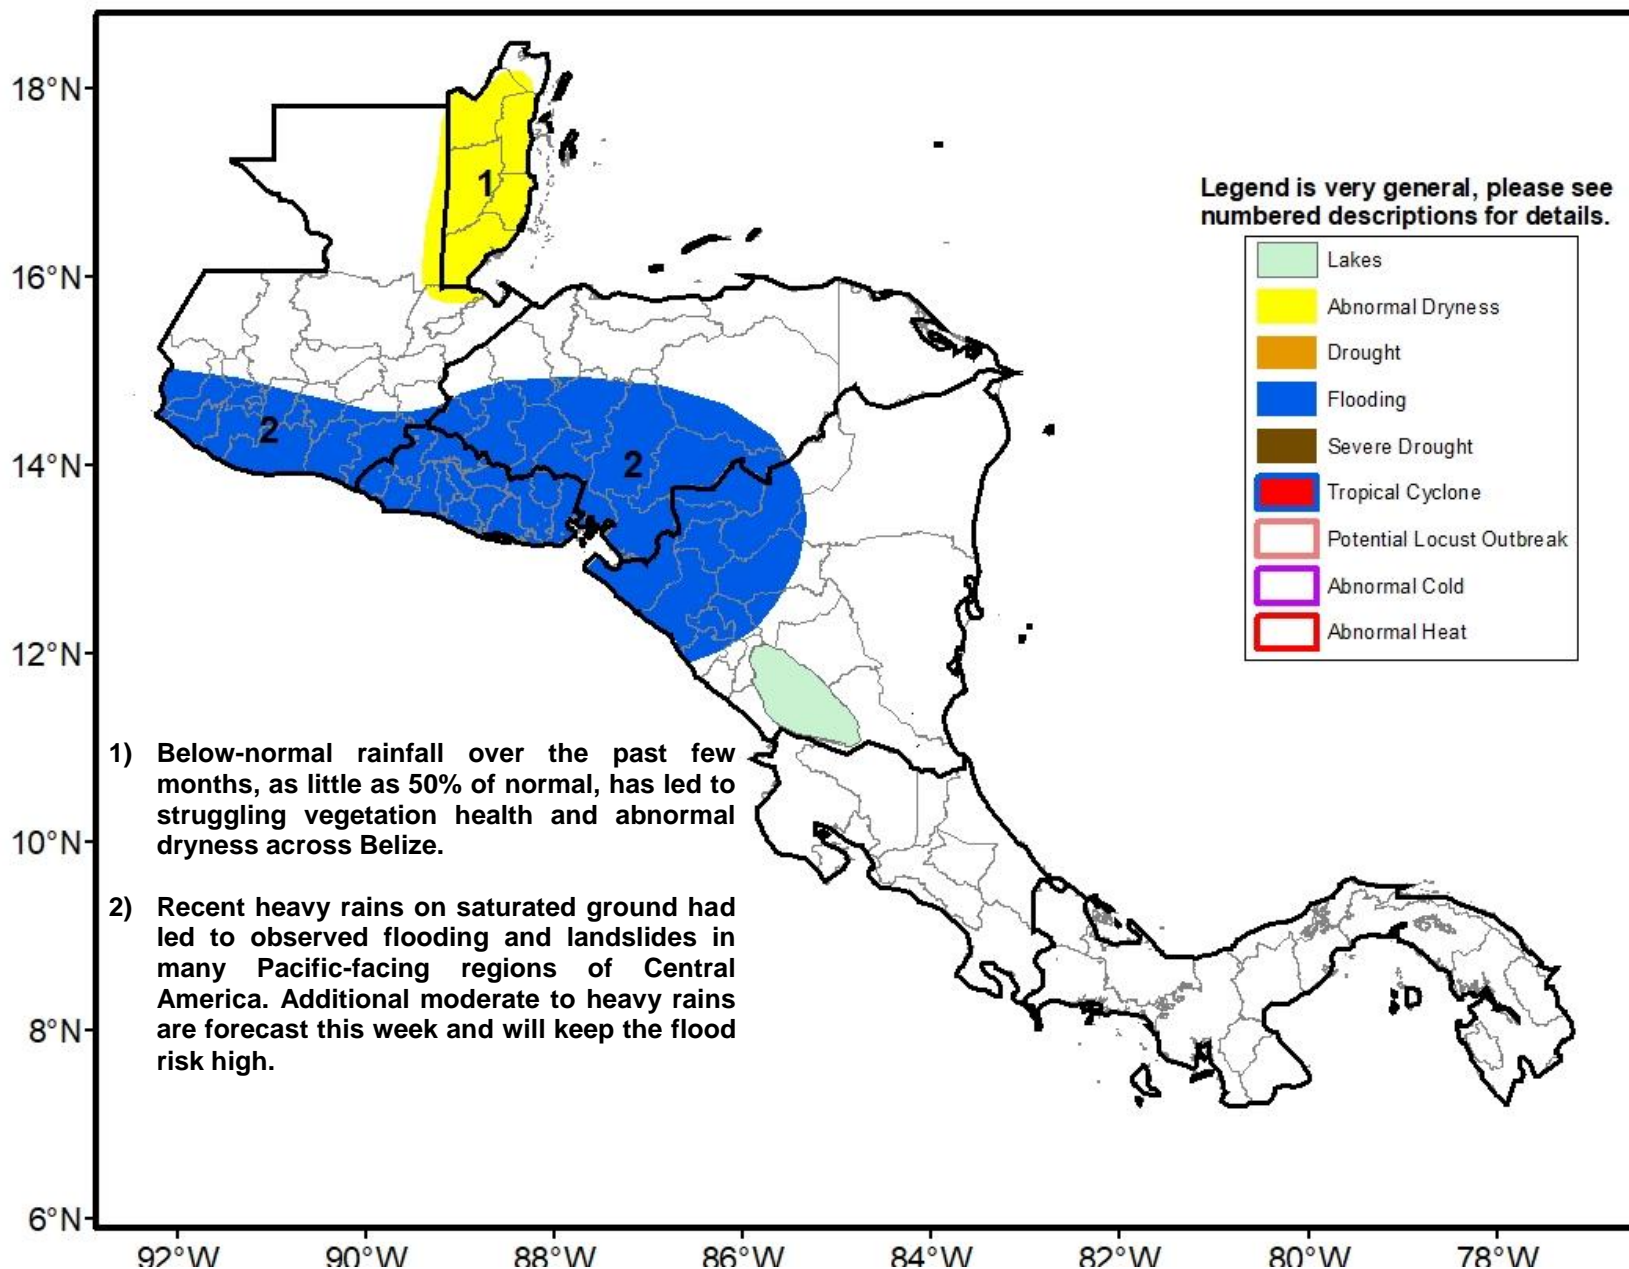 18°N
16°N
14°N
12°N
10°N
8°N
6°N
92°W
90°W
88°W
86°W
84°W
82°W
80°W
78°W
1
2
2
Legend is very general, please see
numbered descriptions for details.
Lakes
Abnormal Dryness
Drought
Flooding
Severe Drought
Tropical Cyclone
Potential Locust Outbreak
Abnormal Cold
Abnormal Heat
1) Below-normal rainfall over the past few
months, as little as 50% of normal, has led to
struggling vegetation health and abnormal
dryness across Belize.
2) Recent heavy rains on saturated ground had
led to observed flooding and landslides in
many Pacific-facing regions of Central
America. Additional moderate to heavy rains
are forecast this week and will keep the flood
risk high.